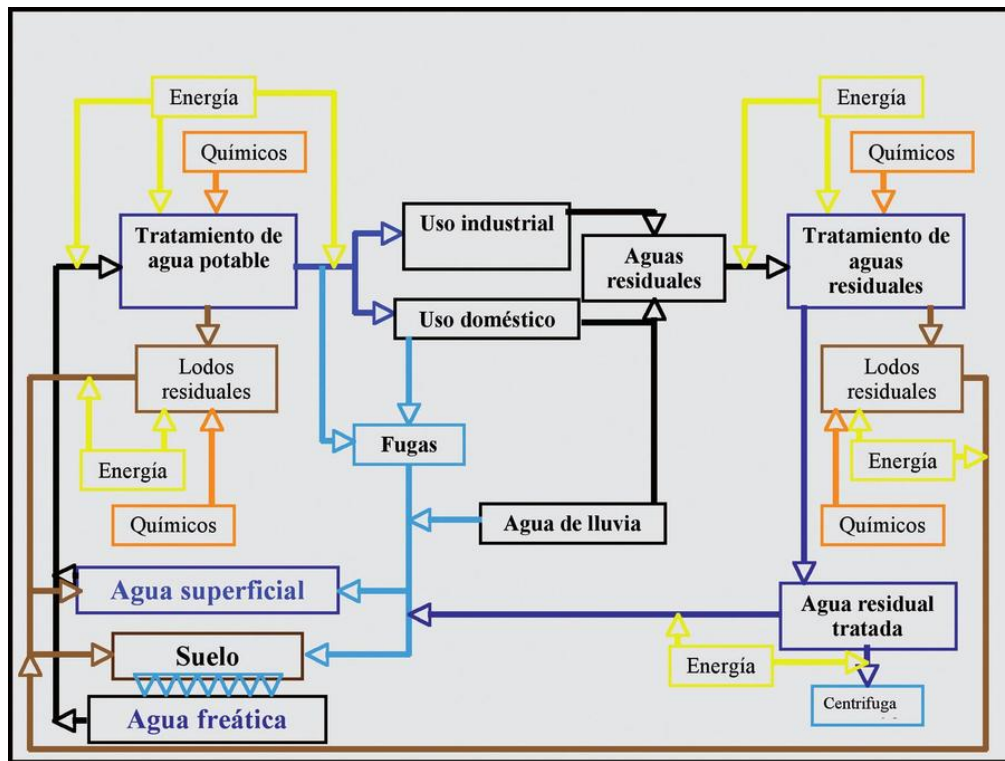 Energía
Energía
Químicos
Químicos
Tratamiento de
agua potable
Uso industrial
Aguas
residuales
Tratamiento de
aguas
residuales
Uso doméstico
Lodos
residuales
Lodos
residuales
Fugas
Energía
Energía
Químicos
Agua de lluvia
Químicos
Agua superficial
Agua residual
tratada
Suelo
Energía
Agua freática
Centrifuga